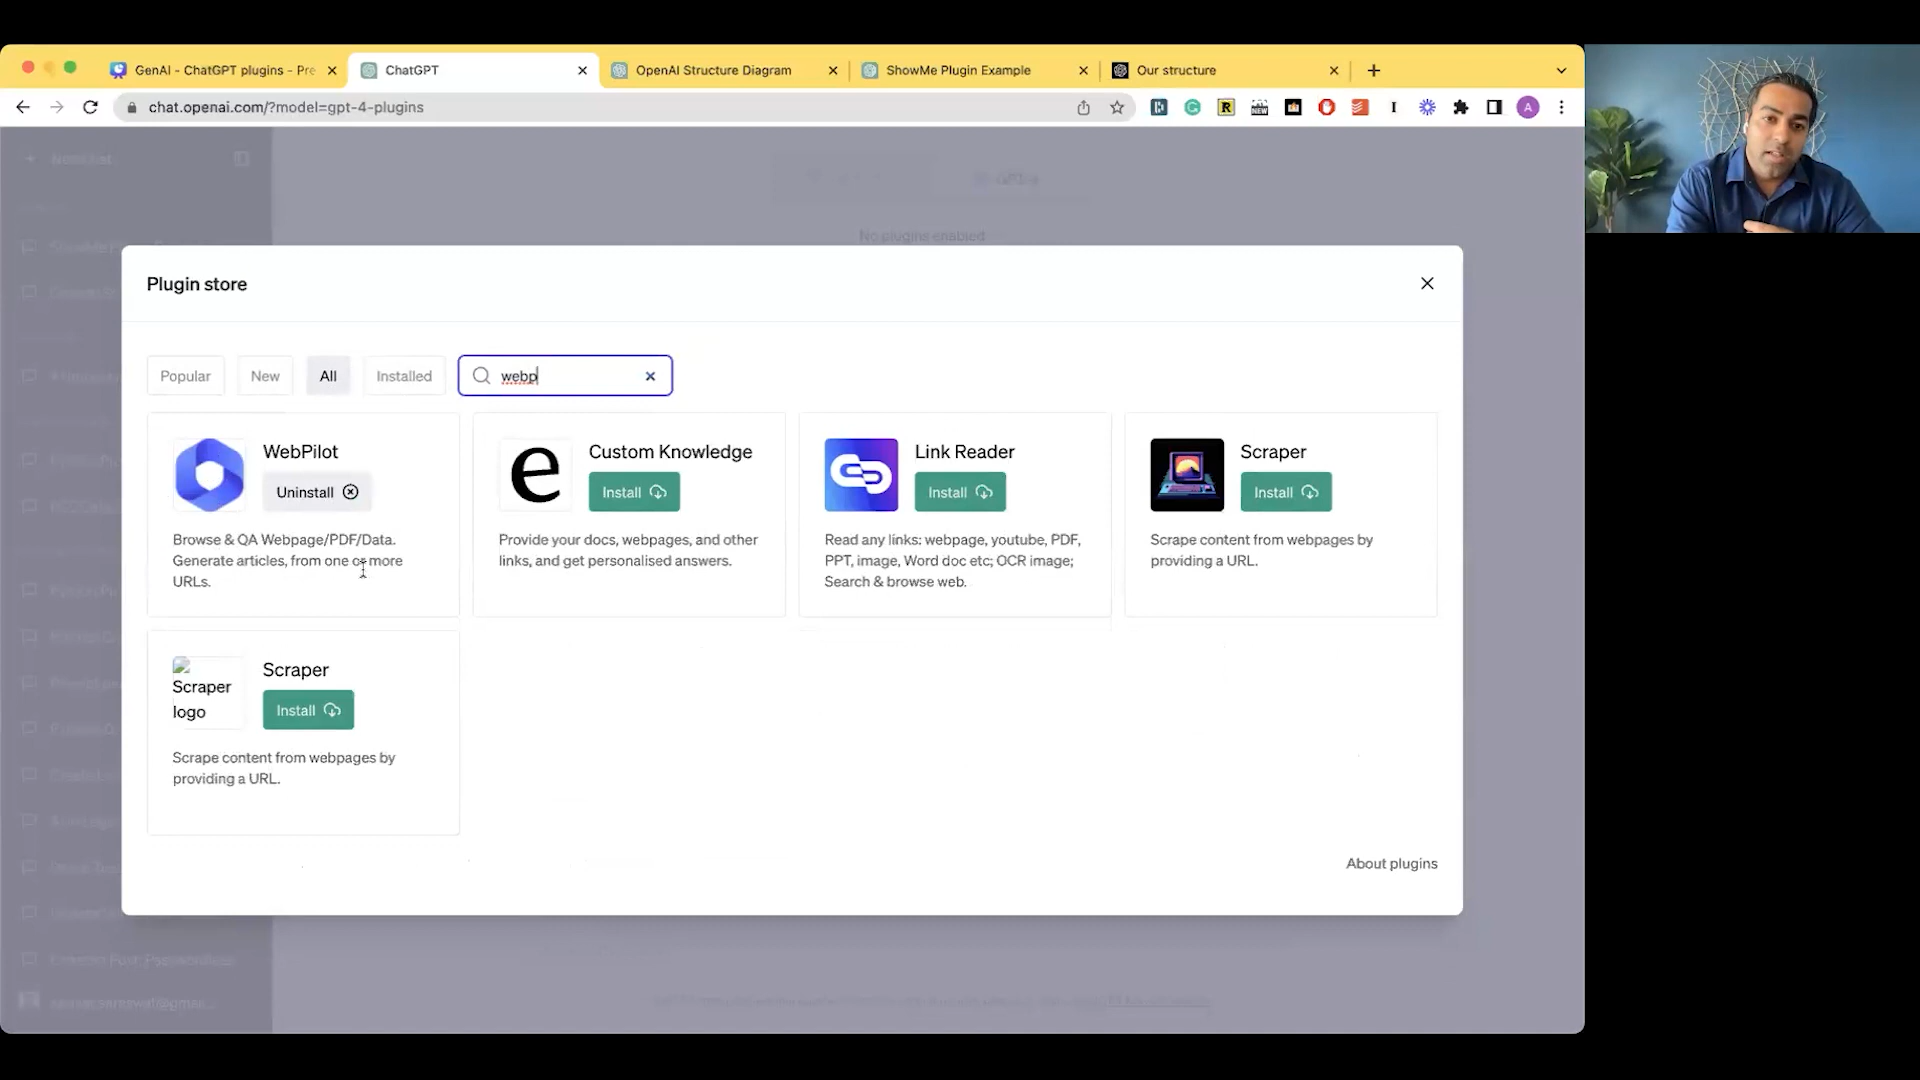 GenAI - ChatGPT plugins - Pre
ChatGPT
OpenAI Structure Diagram
ShowMe Plugin Example
Our structure
chat.openai.com/?model=gpt-4-plugins
No plugins enabled
Plugin store
Popular
New
All
Installed
webp
WebPilot
Uninstall
Browse & QA Webpage/PDF/Data.
Generate articles, from one or more
URLs.
Custom Knowledge
Install
Provide your docs, webpages, and other
links, and get personalised answers.
Link Reader
Install
Read any links: webpage, youtube, PDF,
PPT, image, Word doc etc; OCR image;
Search & browse web.
Scraper
Install
Scrape content from webpages by
providing a URL.
Scraper
logo
Scraper
Install
Scrape content from webpages by
providing a URL.
About plugins